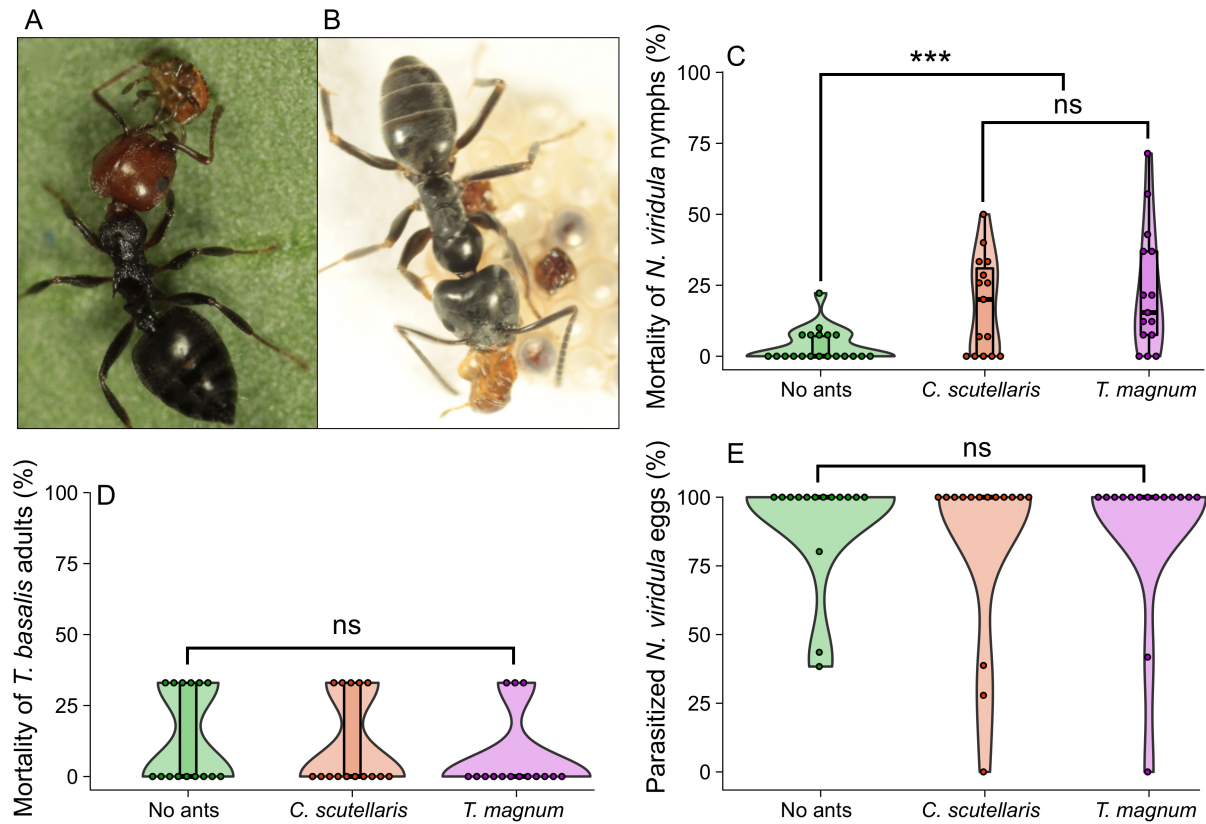 A
B
C
Mortality of N. viridula nymphs (%)
100
75
50
25
0
***
ns
No ants
C. scutellaris
T. magnum
D
Mortality of T. basalis adults (%)
100
75
50
25
0
ns
No ants
C. scutellaris
T. magnum
E
Parasitized N. viridula eggs (%)
100
75
50
25
0
ns
No ants
C. scutellaris
T. magnum